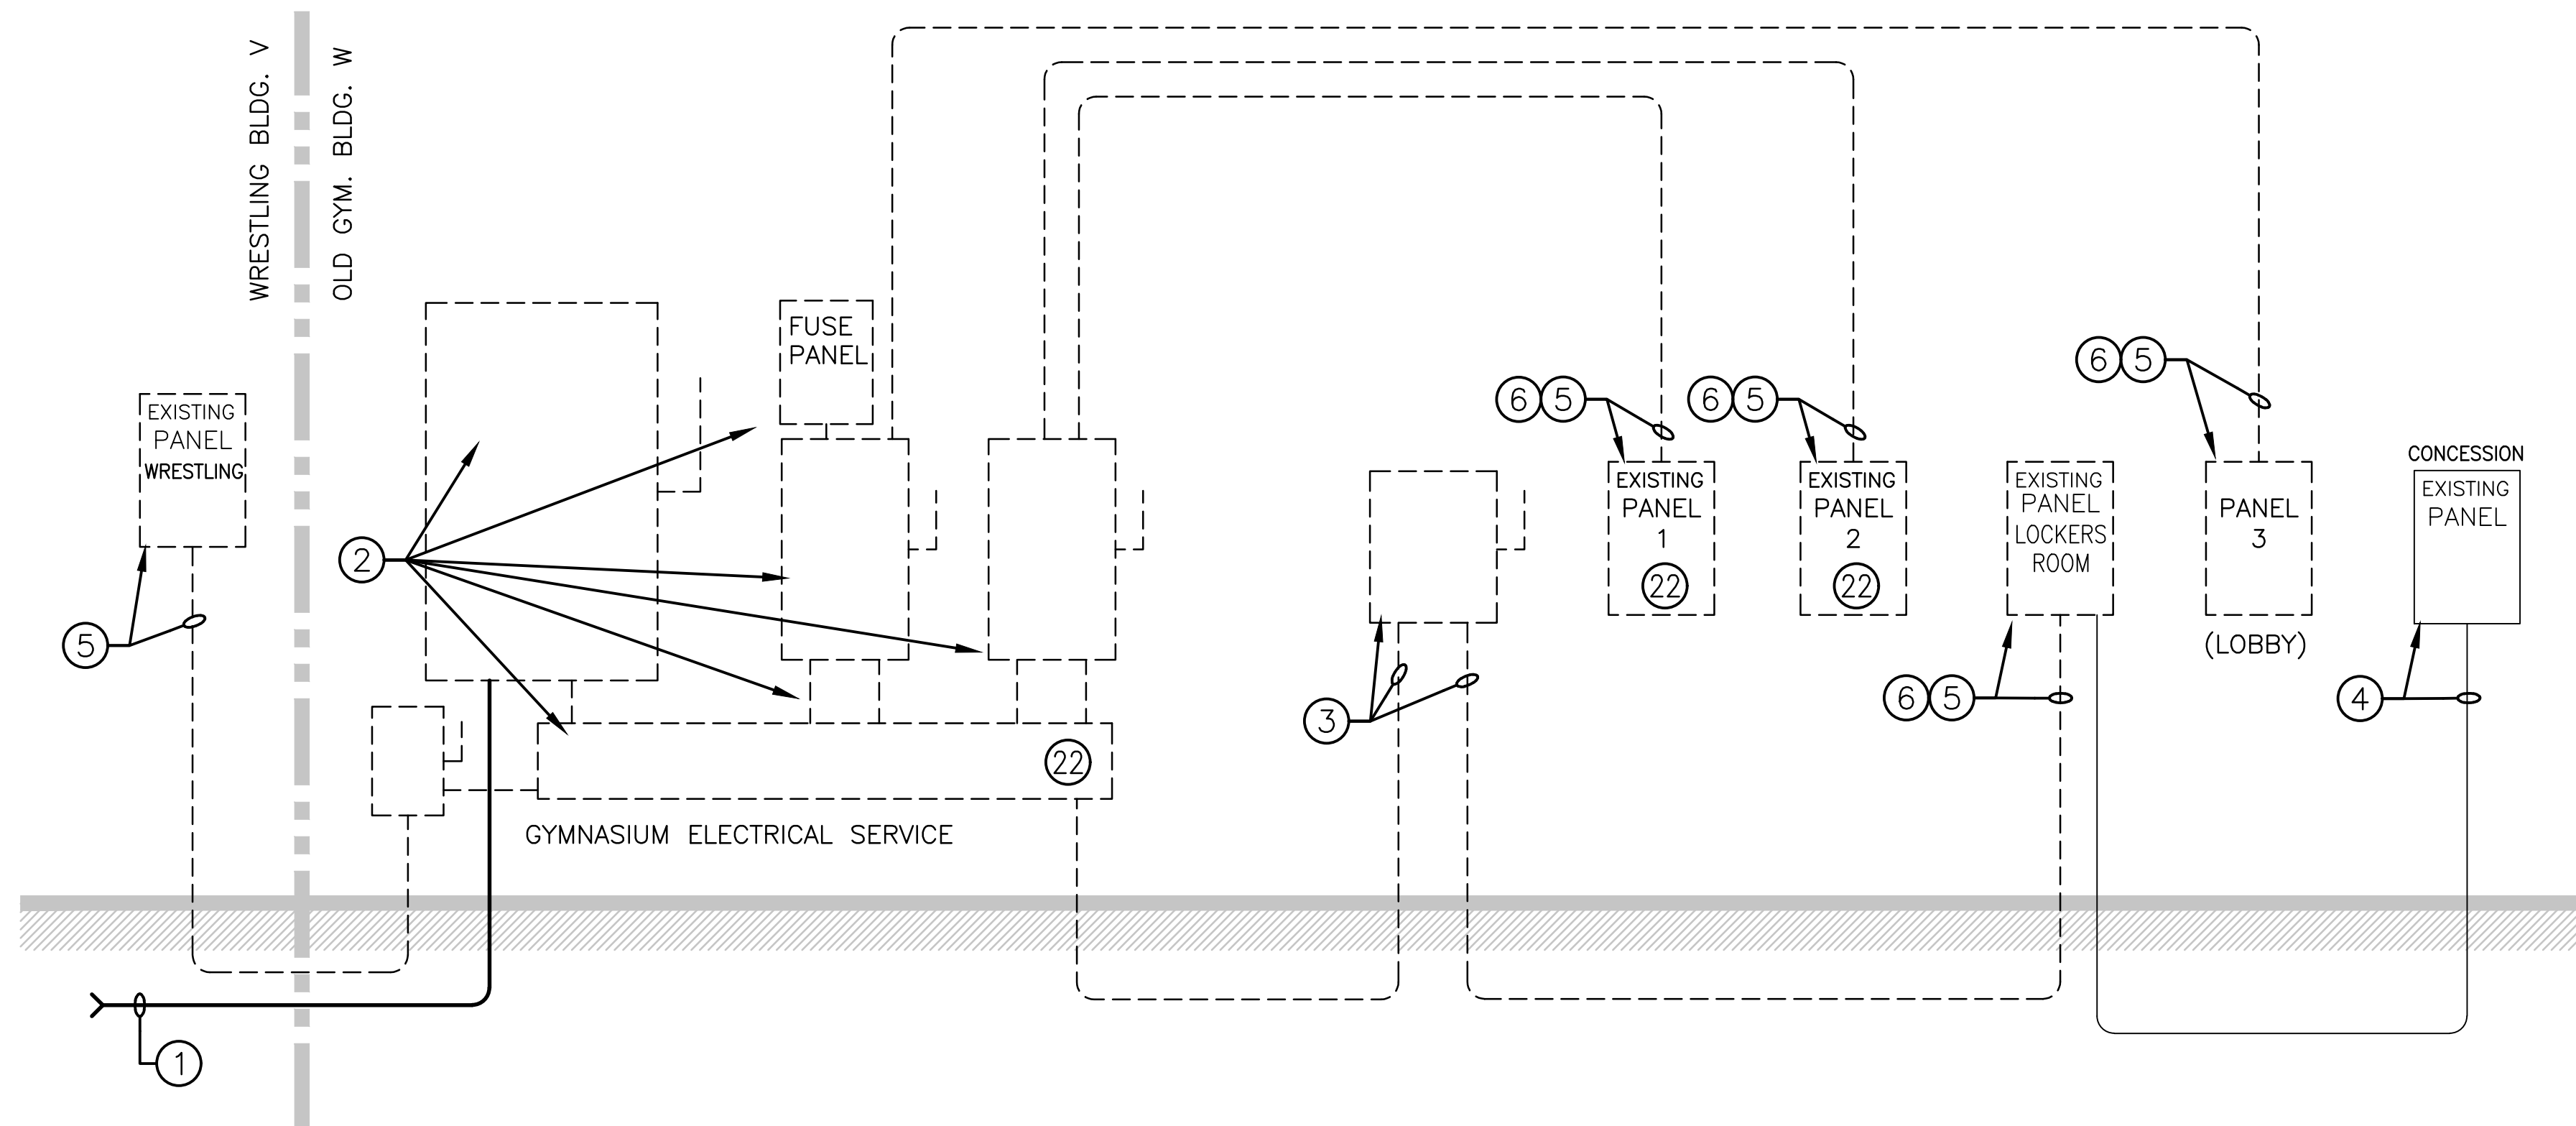 WRESTLING BLDG. V
OLD GYM. BLDG. W
FUSE
PANEL
EXISTING
PANEL
WRESTLING
5
2
22
GYMNASIUM ELECTRICAL SERVICE
1
3
6 5
EXISTING
PANEL
1
22
6 5
EXISTING
PANEL
2
22
EXISTING
PANEL
LOCKERS
ROOM
6 5
6 5
PANEL
3
(LOBBY)
CONCESSION
EXISTING
PANEL
4